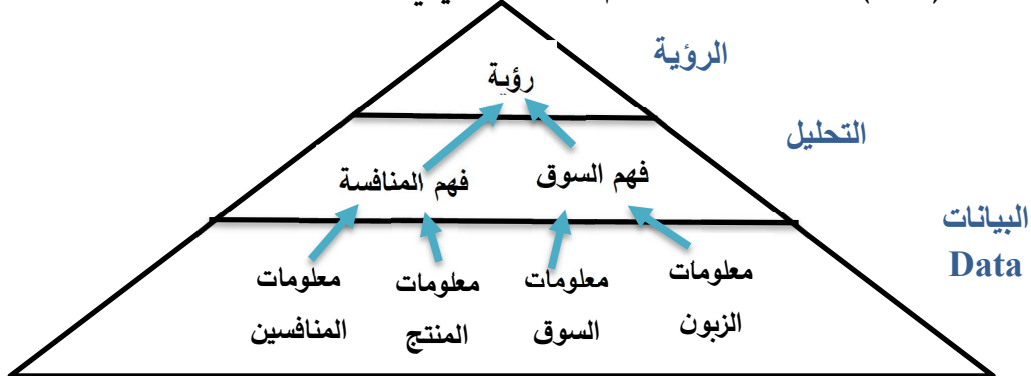 الرؤية
رؤية
التحليل
فهم السوق
فهم المنافسة
البيانات
Data
معلومات
الزبون
معلومات
السوق
معلومات
المنتج
معلومات
المنافسين